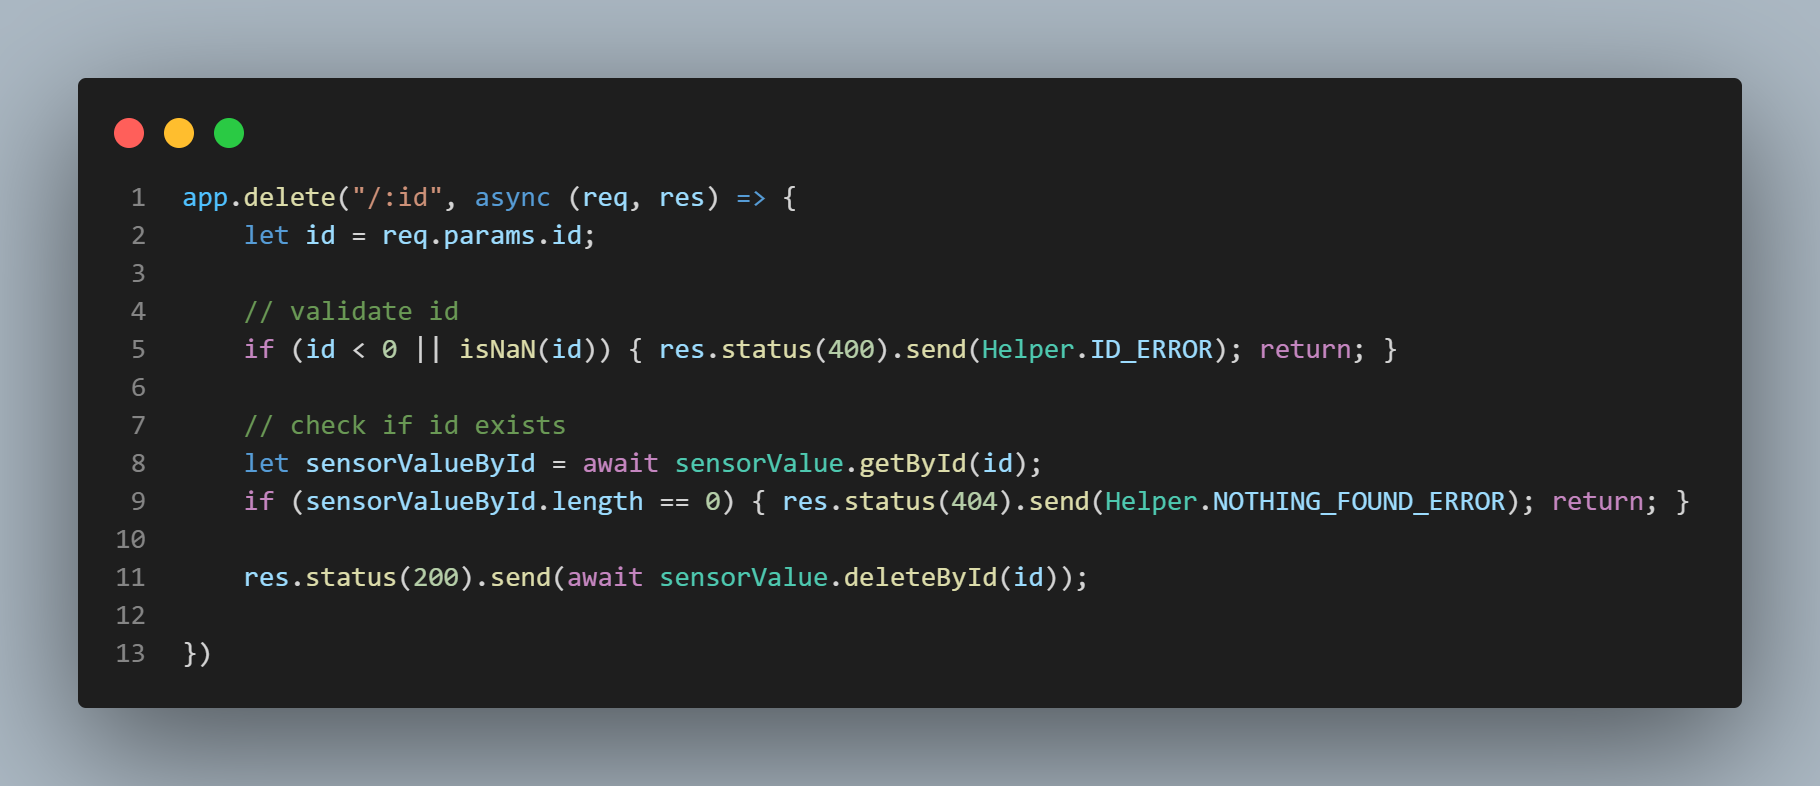 1 app.delete("/:id", async (req, res) => {
2 let id = req.params.id;
3
4 // validate id
5 if (id < 0 || isNaN(id)) { res.status(400).send(Helper.ID_ERROR); return; }
6
7 // check if id exists
8 let sensorValueById = await sensorValue.getById(id);
9 if (sensorValueById.length == 0) { res.status(404).send(Helper.NOTHING_FOUND_ERROR); return; }
10
11 res.status(200).send(await sensorValue.deleteById(id));
12
13 })